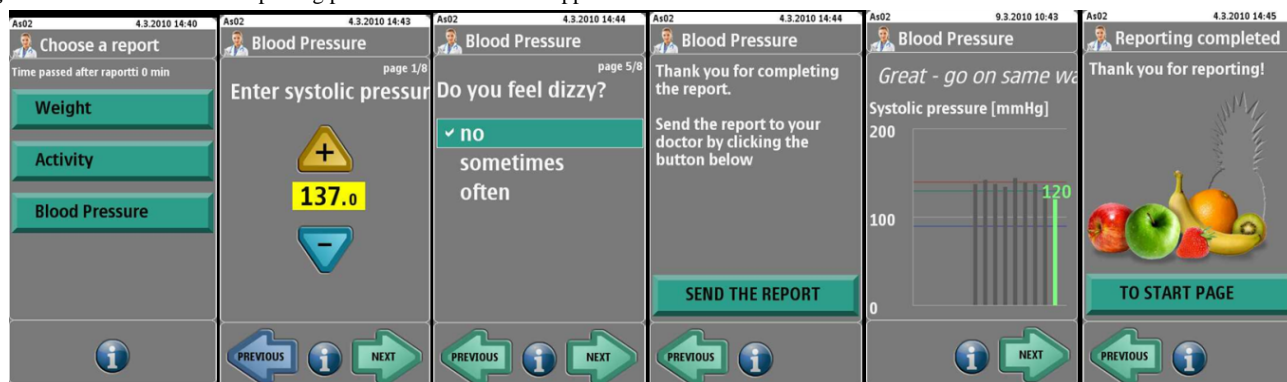 As02 4.3.2010 14:40
Choose a report
Time passed after raportti 0 min
Weight
Activity
Blood Pressure
As02 4.3.2010 14:43
Blood Pressure
page 1/8
Enter systolic pressur
+
137.0
−
PREVIOUS
i
NEXT
As02 4.3.2010 14:44
Blood Pressure
page 5/8
Do you feel dizzy?
no
sometimes
often
PREVIOUS
i
NEXT
As02 4.3.2010 14:44
Blood Pressure
Thank you for completing
the report.
Send the report to your
doctor by clicking the
button below
SEND THE REPORT
PREVIOUS
i
As02 9.3.2010 10:43
Blood Pressure
Great - go on same wa
Systolic pressure [mmHg]
200
120
100
0
i
NEXT
As02 4.3.2010 14:45
Reporting completed
Thank you for reporting!
TO START PAGE
PREVIOUS
i